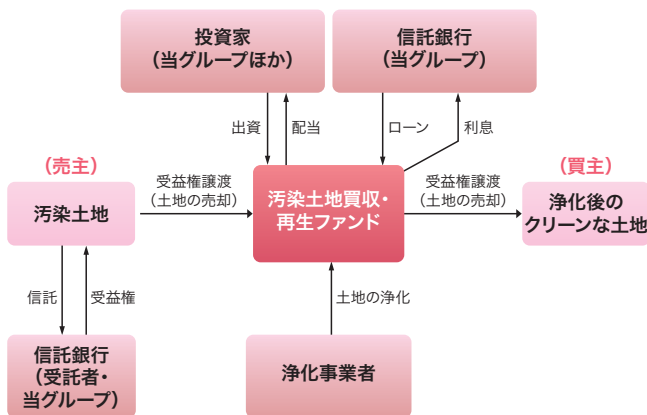 投資家
(当グループほか)
信託銀行
(当グループ)
出資
配当
ローン
利息
(売主)
(買主)
汚染土地
受益権譲渡
(土地の売却)
汚染土地買収・
再生ファンド
受益権譲渡
(土地の売却)
浄化後の
クリーンな土地
信託
受益権
土地の浄化
信託銀行
(受託者・
当グループ)
浄化事業者